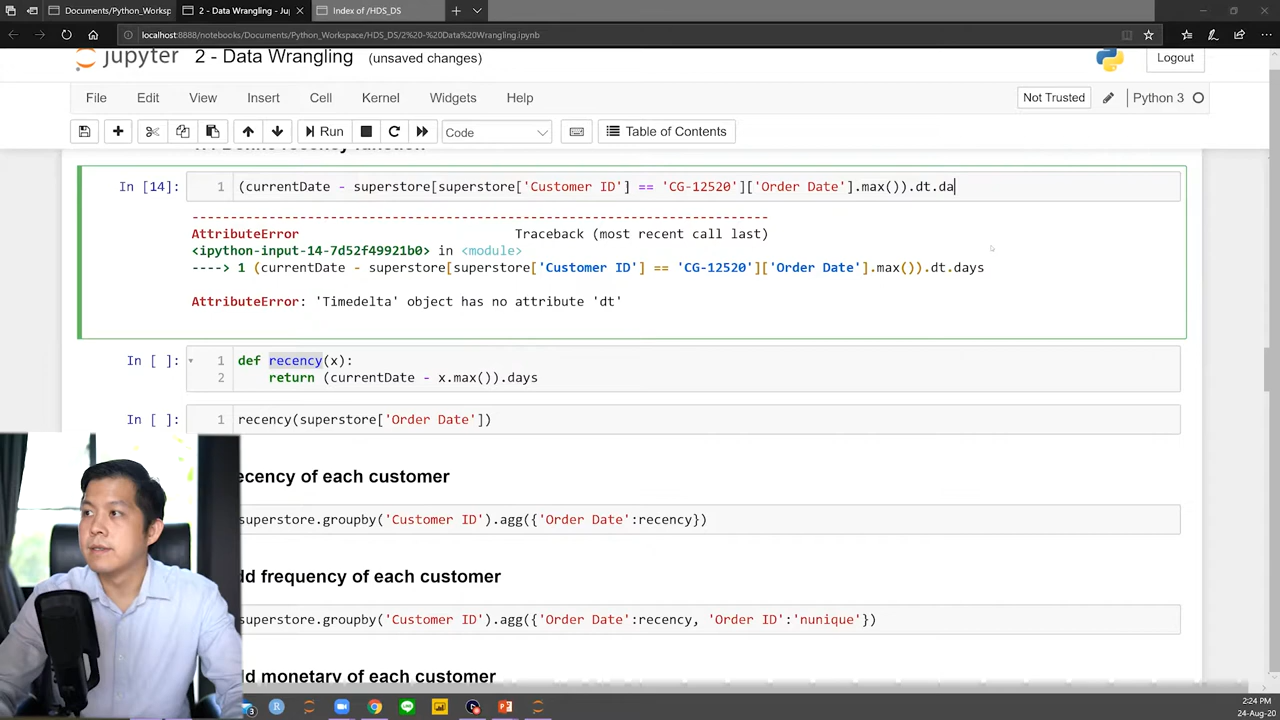 Documents/Python_Worksp
2 - Data Wrangling - Ju
Index of /HDS_DS
localhost:8888/notebooks/Documents/Python_Workspace/HDS_DS/2%20-%20Data%20Wrangling.ipynb
jupyter 2 - Data Wrangling (unsaved changes)
Logout
File Edit View Insert Cell Kernel Widgets Help
Not Trusted
Python 3
Run
Code
Table of Contents
Define recency function
In [14]: 1 (currentDate - superstore[superstore['Customer ID'] == 'CG-12520']['Order Date'].max()).dt.da
---------------------------------------------------------------------------
AttributeError Traceback (most recent call last)
<ipython-input-14-7d52f49921b0> in <module>
----> 1 (currentDate - superstore[superstore['Customer ID'] == 'CG-12520']['Order Date'].max()).dt.days
AttributeError: 'Timedelta' object has no attribute 'dt'
In [ ]: 1 def recency(x):
2 return (currentDate - x.max()).days
In [ ]: 1 recency(superstore['Order Date'])
ecency of each customer
superstore.groupby('Customer ID').agg({'Order Date':recency})
dd frequency of each customer
superstore.groupby('Customer ID').agg({'Order Date':recency, 'Order ID':'nunique'})
dd monetary of each customer
2:24 PM
24-Aug-20